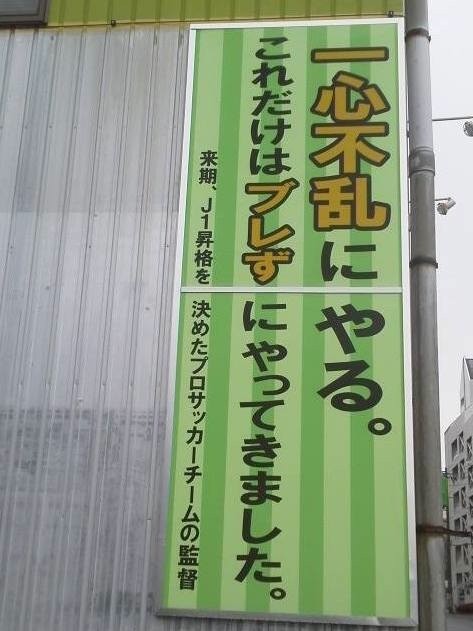 一心不乱にやる。
これだけはブレずにやってきました。
来期、J1昇格を決めたプロサッカーチームの監督